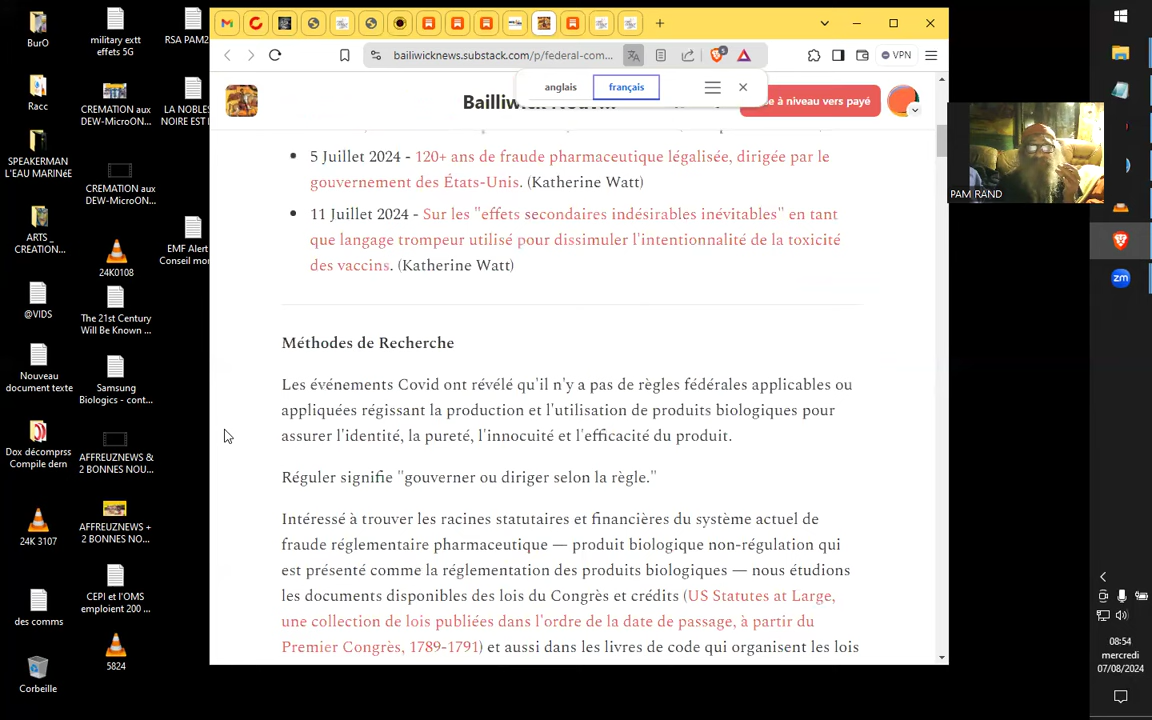 BurO
military extt
effets 5G
RSA PAM2
Racc
CREMATION aux
DEW-MicroON...
LA NOBLES
NOIRE EST
SPEAKERMAN
L'EAU MARINéE
CREMATION aux
DEW-MicroON...
ARTS _
CREATION...
24K0108
EMF Alert
Conseil mor
@VIDS
The 21st Century
Will Be Known ...
Nouveau
document texte
Samsung
Biologics - cont...
Dox décomprss
Compile dern
AFFREUZNEWS &
2 BONNES NOU...
24K 3107
AFFREUZNEWS +
2 BONNES NO...
des comms
CEPI et l'OMS
emploient 200 ...
Corbeille
5824
bailiwicknews.substack.com/p/federal-com...
VPN
anglais
français
Bailliwick
à niveau vers payé
5 Juillet 2024 - 120+ ans de fraude pharmaceutique légalisée, dirigée par le
gouvernement des États-Unis. (Katherine Watt)
11 Juillet 2024 - Sur les "effets secondaires indésirables inévitables" en tant
que langage trompeur utilisé pour dissimuler l'intentionnalité de la toxicité
des vaccins. (Katherine Watt)
Méthodes de Recherche
Les événements Covid ont révélé qu'il n'y a pas de règles fédérales applicables ou
appliquées régissant la production et l'utilisation de produits biologiques pour
assurer l'identité, la pureté, l'innocuité et l'efficacité du produit.
Réguler signifie "gouverner ou diriger selon la règle."
Intéressé à trouver les racines statutaires et financières du système actuel de
fraude réglementaire pharmaceutique — produit biologique non-régulation qui
est présenté comme la réglementation des produits biologiques — nous étudions
les documents disponibles des lois du Congrès et crédits (US Statutes at Large,
une collection de lois publiées dans l'ordre de la date de passage, à partir du
Premier Congrès, 1789-1791) et aussi dans les livres de code qui organisent les lois
PAM RAND
zm
08:54
mercredi
07/08/2024